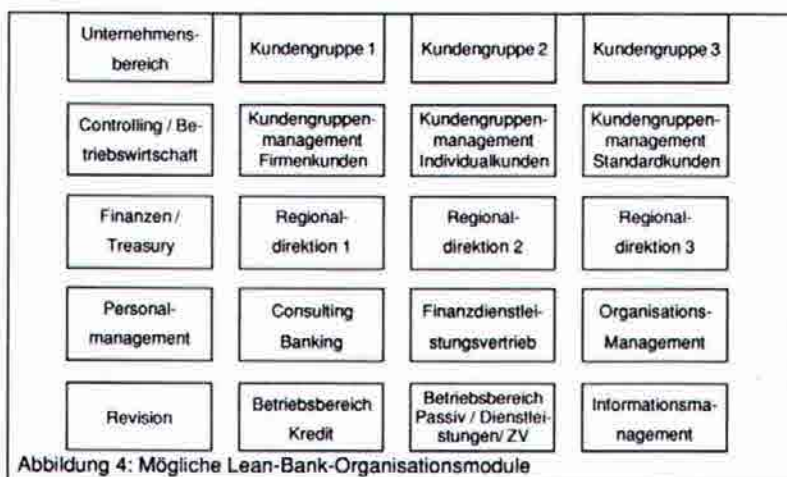 Unternehmens-
bereich
Kundengruppe 1
Kundengruppe 2
Kundengruppe 3
Controlling / Be-
triebswirtschaft
Kundengruppen-
management
Firmenkunden
Kundengruppen-
management
Individualkunden
Kundengruppen-
management
Standardkunden
Finanzen /
Treasury
Regional-
direktion 1
Regional-
direktion 2
Regional-
direktion 3
Personal-
management
Consulting
Banking
Finanzdienstlei-
stungsvertrieb
Organisations-
Management
Revision
Betriebsbereich
Kredit
Betriebsbereich
Passiv / Dienstlei-
stungen/ ZV
Informationsma-
nagement
Abbildung 4: Mögliche Lean-Bank-Organisationsmodule